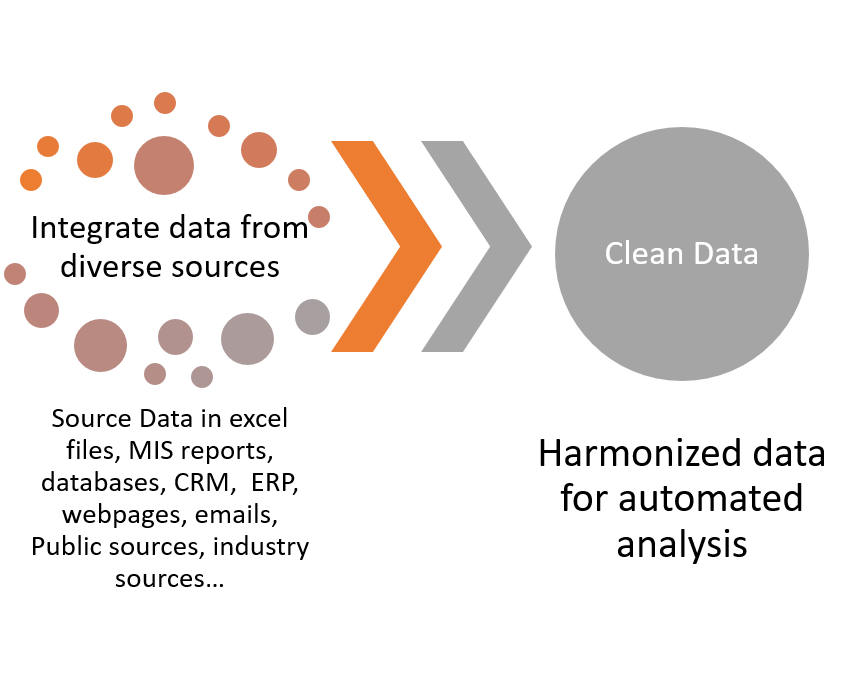 Integrate data from
diverse sources
Clean Data
Source Data in excel
files, MIS reports,
databases, CRM,  ERP,
webpages, emails,
Public sources, industry
sources…
Harmonized data
for automated
analysis